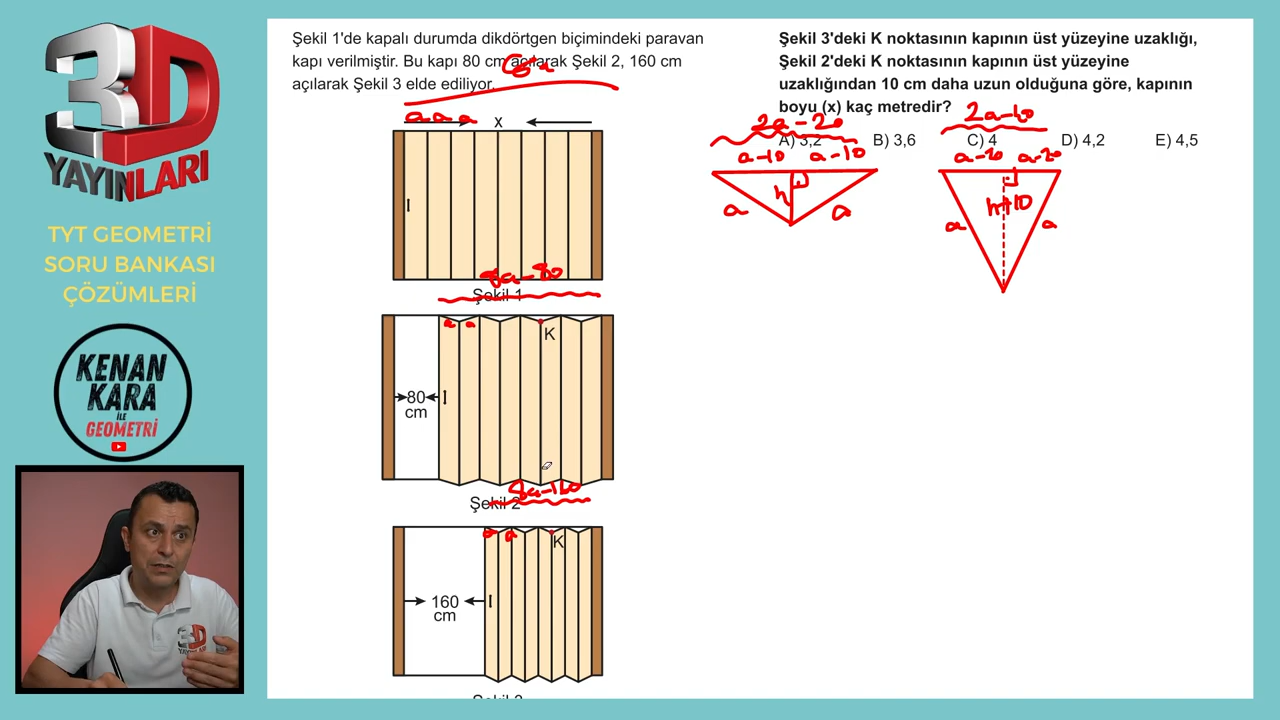 3D
YAYINLARI
TYT GEOMETRİ
SORU BANKASI
ÇÖZÜMLERİ
KENAN
KARA
İLE
GEOMETRİ
3D
YAYINLARI
Şekil 1'de kapalı durumda dikdörtgen biçimindeki paravan
kapı verilmiştir. Bu kapı 80 cm açılarak Şekil 2, 160 cm
açılarak Şekil 3 elde ediliyor.
a a a
x
8a-80
Şekil 1
a a
K
80
cm
8a-160
Şekil 2
a a
K
160
cm
Şekil 3'deki K noktasının kapının üst yüzeyine uzaklığı,
Şekil 2'deki K noktasının kapının üst yüzeyine
uzaklığından 10 cm daha uzun olduğuna göre, kapının
boyu (x) kaç metredir?
A) 3,2 B) 3,6 C) 4 D) 4,2 E) 4,5
2a-20
a-10 a-10
h
a a
2a-40
a-20 a-20
h+10
a a